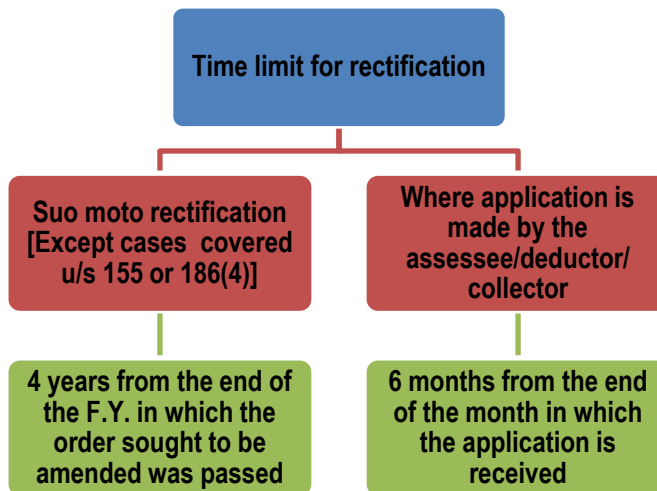 Time limit for rectification
Suo moto rectification
[Except cases covered
u/s 155 or 186(4)]
Where application is
made by the
assessee/deductor/
collector
4 years from the end of
the F.Y. in which the
order sought to be
amended was passed
6 months from the end
of the month in which
the application is
received